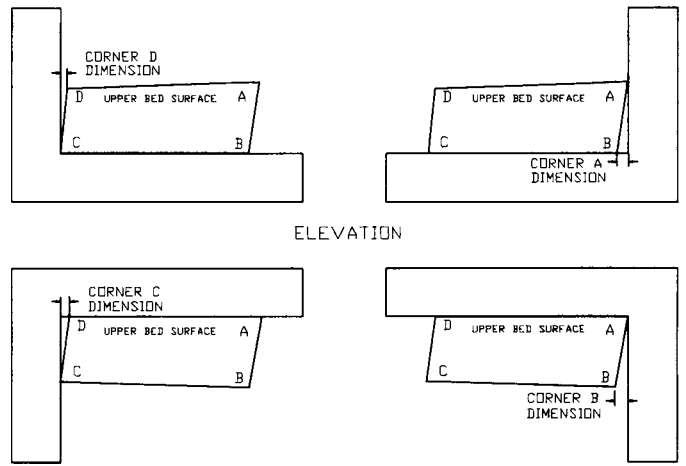 CORNER D
DIMENSION
D UPPER BED SURFACE A
C B
D UPPER BED SURFACE A
C B
CORNER A
DIMENSION
ELEVATION
CORNER C
DIMENSION
D UPPER BED SURFACE A
C B
D UPPER BED SURFACE A
C B
CORNER B
DIMENSION